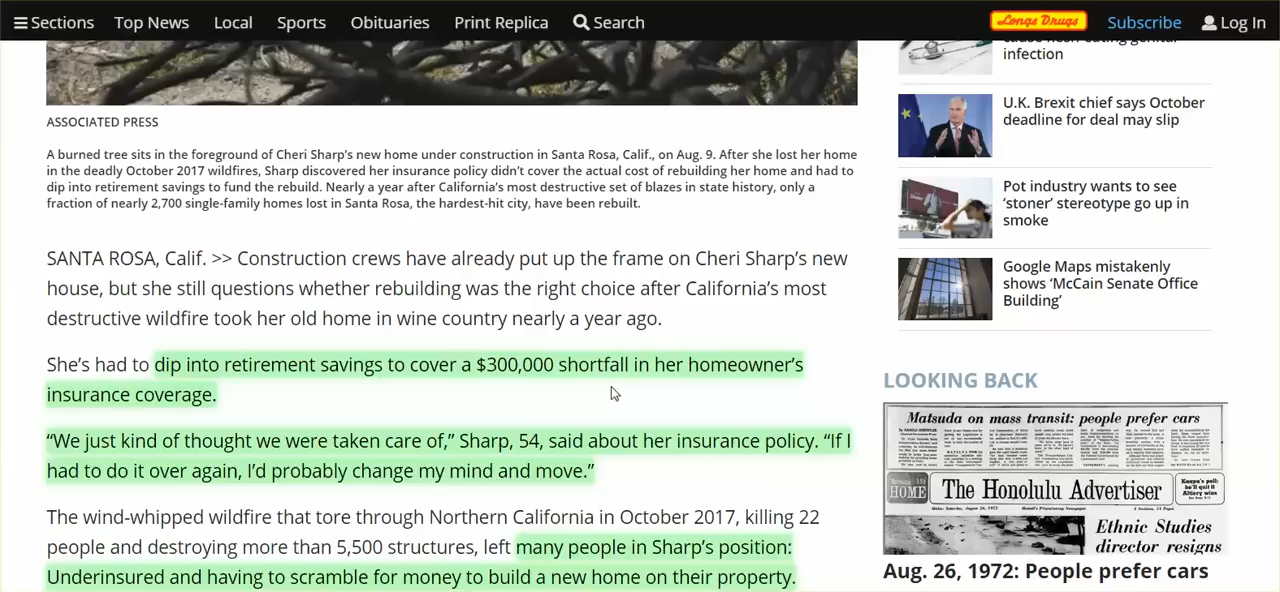 Sections Top News Local Sports Obituaries Print Replica Search Longs Drugs Subscribe Log In
ASSOCIATED PRESS
A burned tree sits in the foreground of Cheri Sharp’s new home under construction in Santa Rosa, Calif., on Aug. 9. After she lost her home
in the deadly October 2017 wildfires, Sharp discovered her insurance policy didn’t cover the actual cost of rebuilding her home and had to
dip into retirement savings to fund the rebuild. Nearly a year after California’s most destructive set of blazes in state history, only a
fraction of nearly 2,700 single-family homes lost in Santa Rosa, the hardest-hit city, have been rebuilt.
SANTA ROSA, Calif. >> Construction crews have already put up the frame on Cheri Sharp’s new
house, but she still questions whether rebuilding was the right choice after California’s most
destructive wildfire took her old home in wine country nearly a year ago.
She’s had to dip into retirement savings to cover a $300,000 shortfall in her homeowner’s
insurance coverage.
“We just kind of thought we were taken care of,” Sharp, 54, said about her insurance policy. “If I
had to do it over again, I’d probably change my mind and move.”
The wind-whipped wildfire that tore through Northern California in October 2017, killing 22
people and destroying more than 5,500 structures, left many people in Sharp’s position:
Underinsured and having to scramble for money to build a new home on their property.
infection
U.K. Brexit chief says October
deadline for deal may slip
Pot industry wants to see
‘stoner’ stereotype go up in
smoke
Google Maps mistakenly
shows ‘McCain Senate Office
Building’
LOOKING BACK
Matsuda on mass transit: people prefer cars
HOME
The Honolulu Advertiser
Ethnic Studies
director resigns
Aug. 26, 1972: People prefer cars